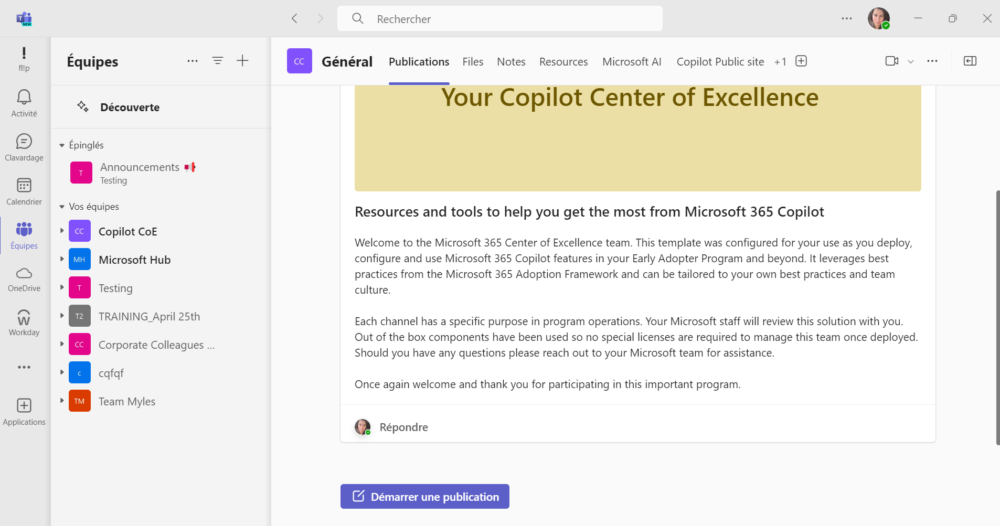 T
NEW
Rechercher
fl!p
Activité
Clavardage
Calendrier
Équipes
OneDrive
Workday
Applications
Équipes
Découverte
Épinglés
T
Announcements
Testing
Vos équipes
CC Copilot CoE
MH Microsoft Hub
T Testing
T2 TRAINING_April 25th
CC Corporate Colleagues ...
c cqfqf
TM Team Myles
CC Général Publications Files Notes Resources Microsoft AI Copilot Public site +1
Your Copilot Center of Excellence
Resources and tools to help you get the most from Microsoft 365 Copilot
Welcome to the Microsoft 365 Center of Excellence team. This template was configured for your use as you deploy,
configure and use Microsoft 365 Copilot features in your Early Adopter Program and beyond. It leverages best
practices from the Microsoft 365 Adoption Framework and can be tailored to your own best practices and team
culture.
Each channel has a specific purpose in program operations. Your Microsoft staff will review this solution with you.
Out of the box components have been used so no special licenses are required to manage this team once deployed.
Should you have any questions please reach out to your Microsoft team for assistance.
Once again welcome and thank you for participating in this important program.
Répondre
Démarrer une publication